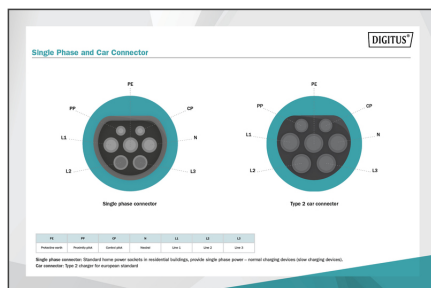 DIGITUS®
Single Phase and Car Connector
PE
PP
CP
L1
N
L2
L3
Single phase connector
PE
PP
CP
L1
N
L2
L3
Type 2 car connector
PE PP CP N L1 L2 L3
Protective earth Proximity pilot Control pilot Neutral Line 1 Line 2 Line 3
Single phase connector: Standard home power sockets in residential buildings, provide single phase power – normal charging devices (slow charging devices);
Car connector: Type 2 charger for european standard